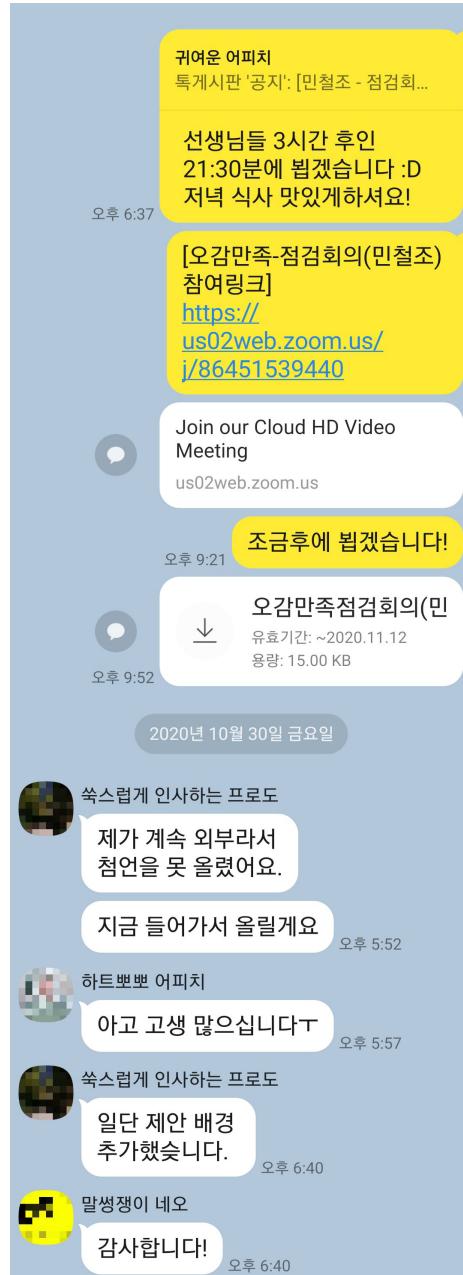 귀여운 어피치
톡게시판 '공지': [민철조 - 점검회...
선생님들 3시간 후인
21:30분에 뵙겠습니다 :D
저녁 식사 맛있게하셔요!
오후 6:37
[오감만족-점검회의(민철조)
참여링크]
https://
us02web.zoom.us/
j/86451539440
Join our Cloud HD Video
Meeting
us02web.zoom.us
조금후에 뵙겠습니다!
오후 9:21
오감만족점검회의(민
유효기간: ~2020.11.12
용량: 15.00 KB
오후 9:52
2020년 10월 30일 금요일
쑥스럽게 인사하는 프로도
제가 계속 외부라서
첨언을 못 올렸어요.
지금 들어가서 올릴게요
오후 5:52
하트뽀뽀 어피치
아고 고생 많으십니다ㅜ
오후 5:57
쑥스럽게 인사하는 프로도
일단 제안 배경
추가했슺니다.
오후 6:40
말썽쟁이 네오
감사합니다!
오후 6:40